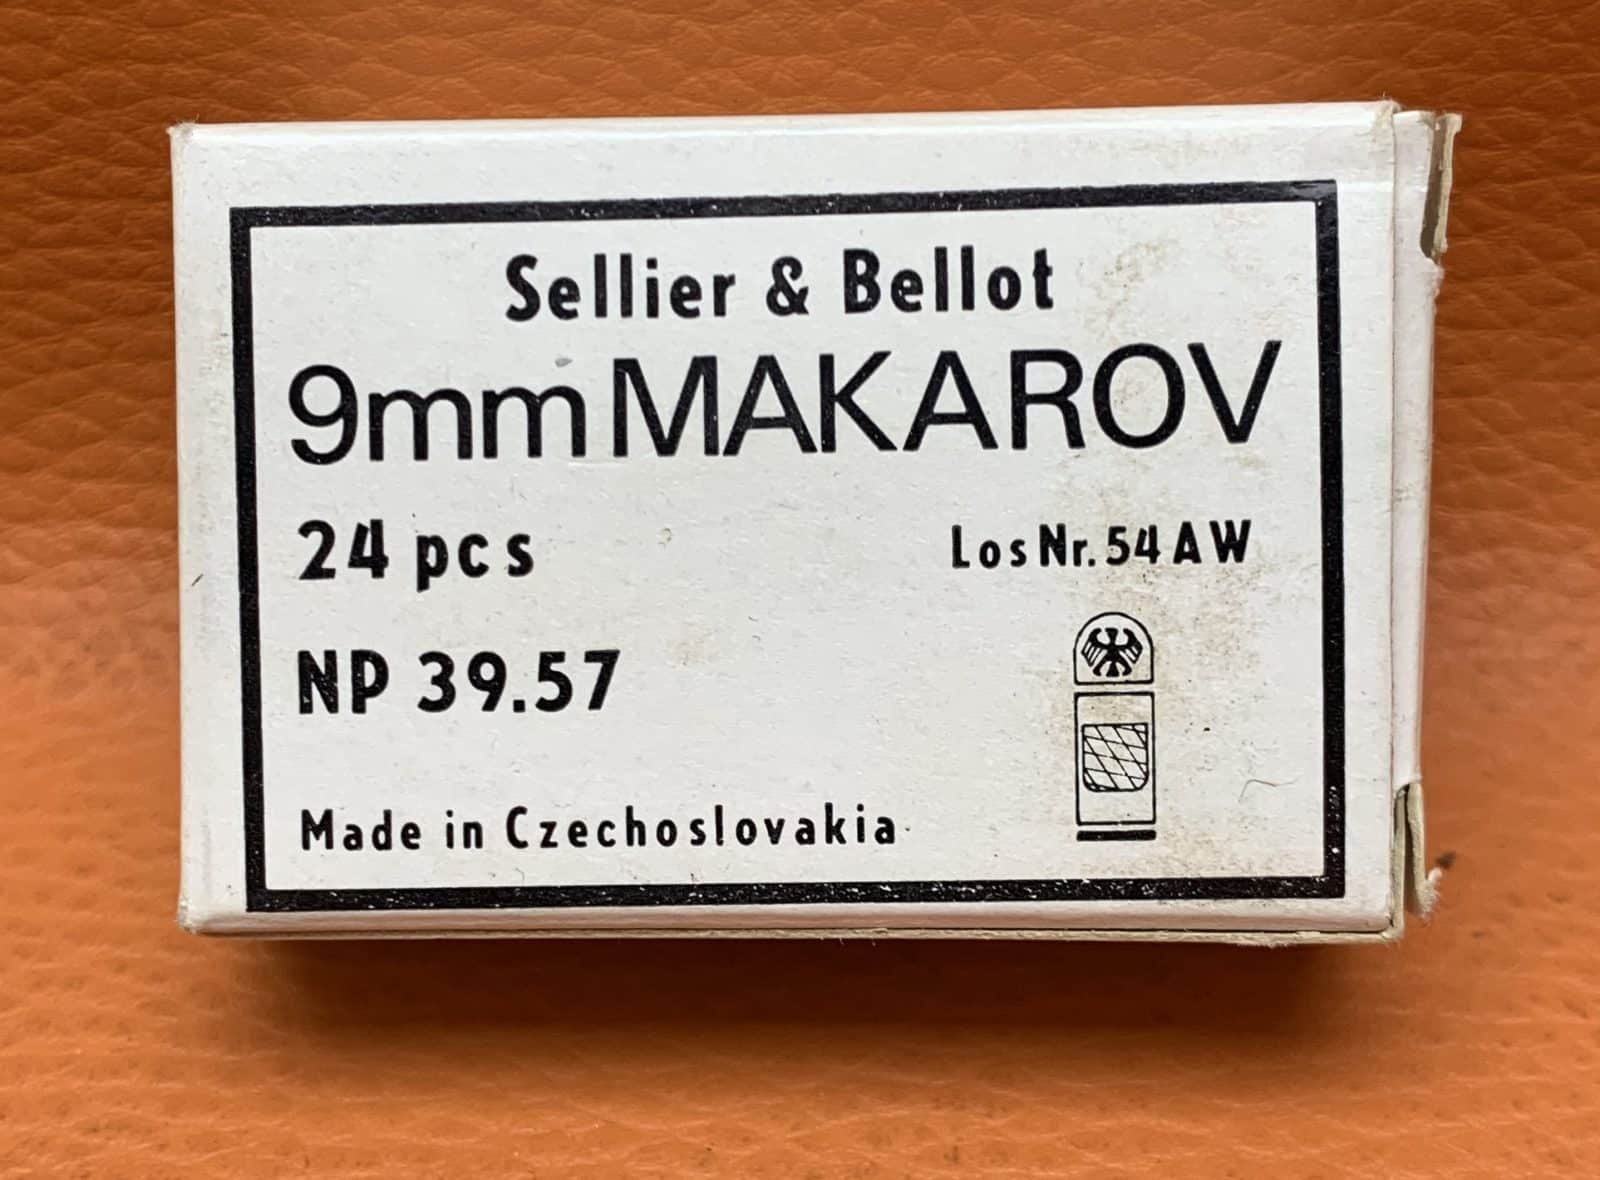 Sellier & Bellot
9mm MAKAROV
24 pcs
Los Nr. 54 AW
NP 39.57
Made in Czechoslovakia